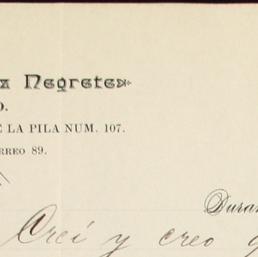 z Negrete
O.
E LA PILA NUM. 107.
RREO 89.
Duran
Creí y creo q